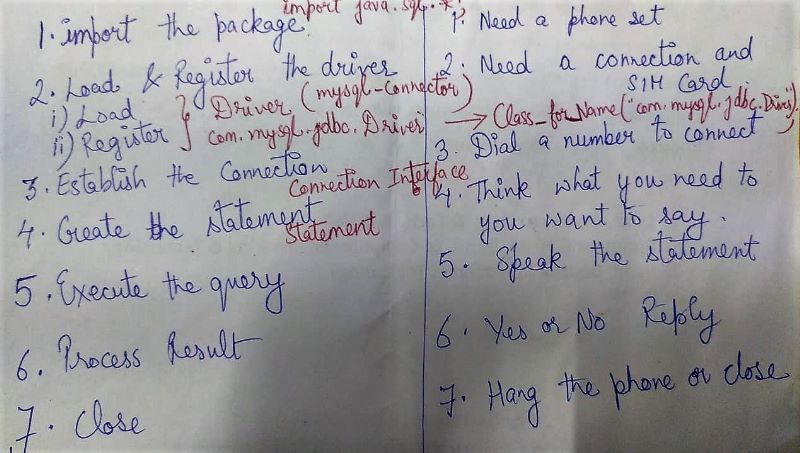 1. import the package
import java.sql.*
2. Load & Register the driver
i) Load
ii) Register
Driver (mysql-Connector)
com.mysql.jdbc.Driver
3. Establish the Connection
Connection Interface
4. Create the statement
Statement
5. Execute the query
6. Process Result
7. Close
1. Need a phone set
2. Need a connection and
SIM Card
→ Class_forName("com.mysql.jdbc.Driver")
3. Dial a number to connect
4. Think what you need to
you want to say.
5. Speak the statement
6. Yes or No Reply
7. Hang the phone or close